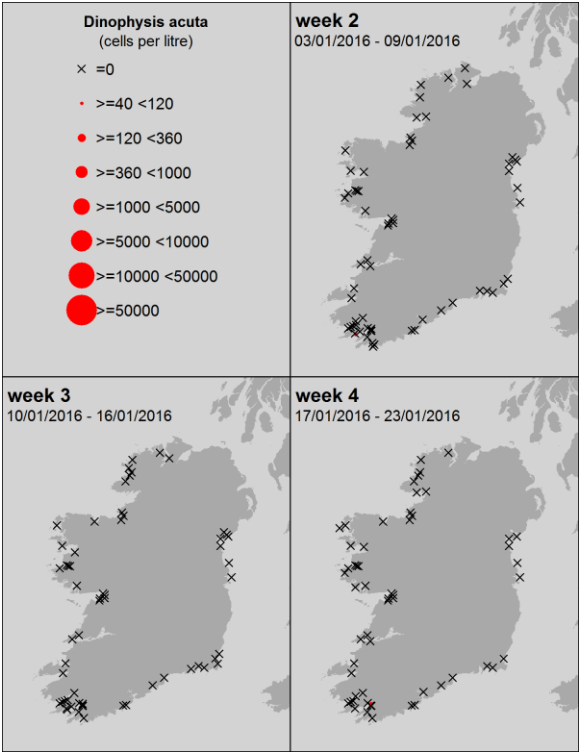 Dinophysis acuta
(cells per litre)
=0
>=40 <120
>=120 <360
>=360 <1000
>=1000 <5000
>=5000 <10000
>=10000 <50000
>=50000
week 2
03/01/2016 - 09/01/2016
week 3
10/01/2016 - 16/01/2016
week 4
17/01/2016 - 23/01/2016